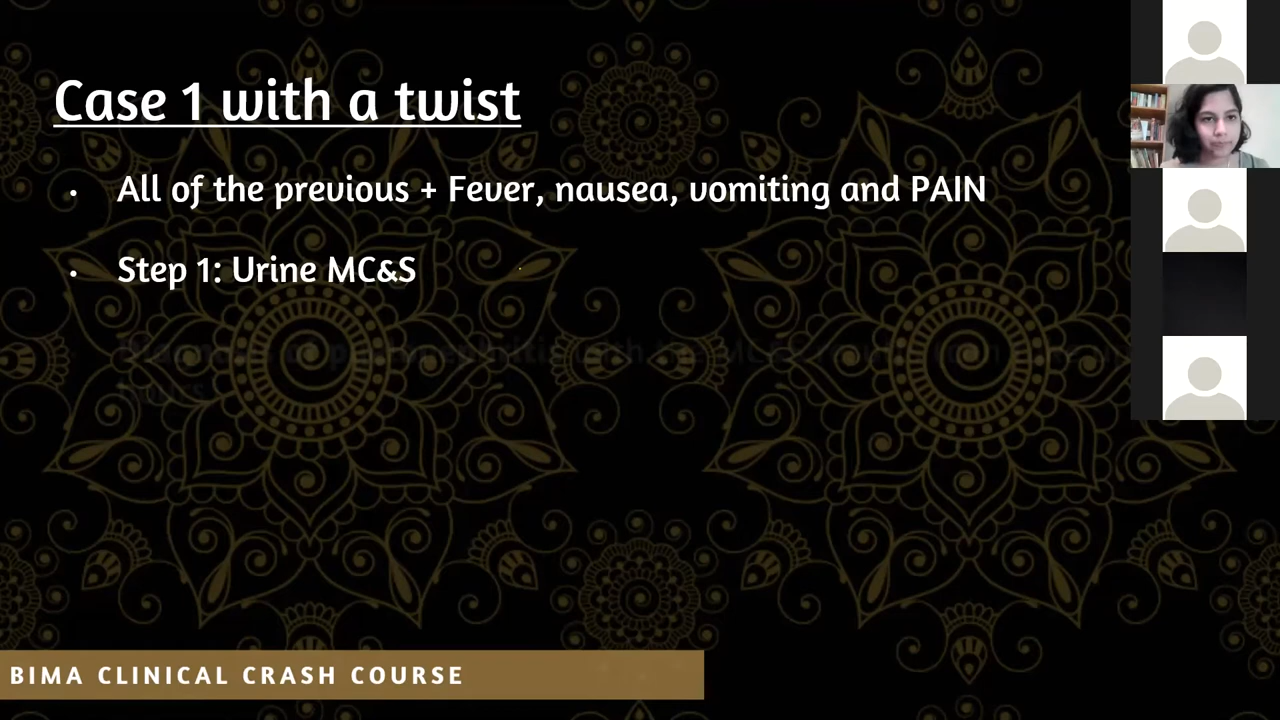 Case 1 with a twist
• All of the previous + Fever, nausea, vomiting and PAIN
• Step 1: Urine MC&S
BIMA CLINICAL CRASH COURSE